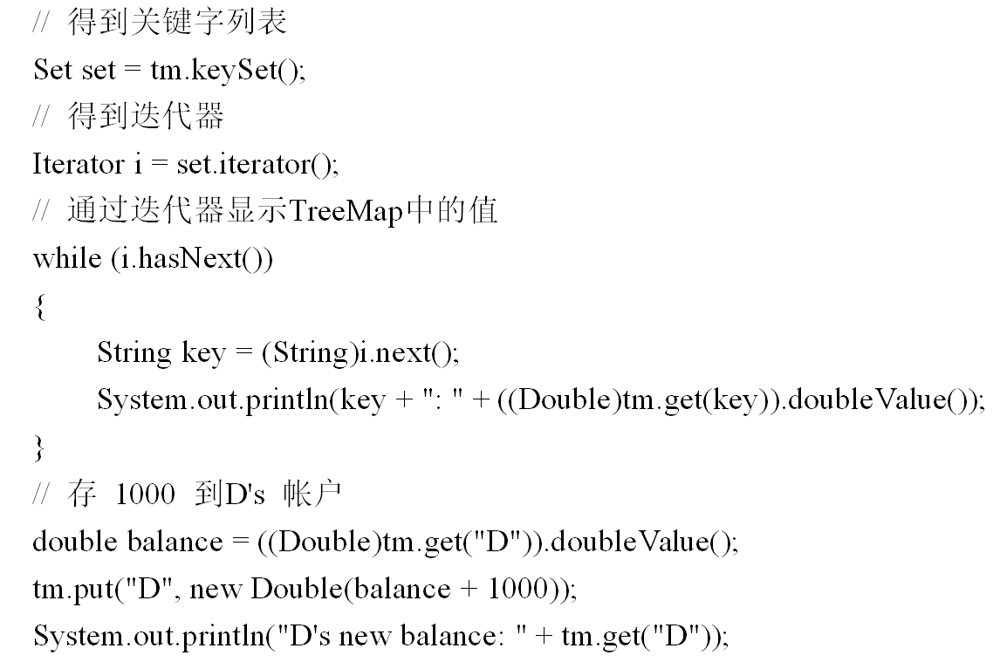 // 得到关键字列表
Set set = tm.keySet();
// 得到迭代器
Iterator i = set.iterator();
// 通过迭代器显示TreeMap中的值
while (i.hasNext())
{
String key = (String)i.next();
System.out.println(key + ": " + ((Double)tm.get(key)).doubleValue());
}
// 存 1000 到D's 帐户
double balance = ((Double)tm.get("D")).doubleValue();
tm.put("D", new Double(balance + 1000));
System.out.println("D's new balance: " + tm.get("D"));